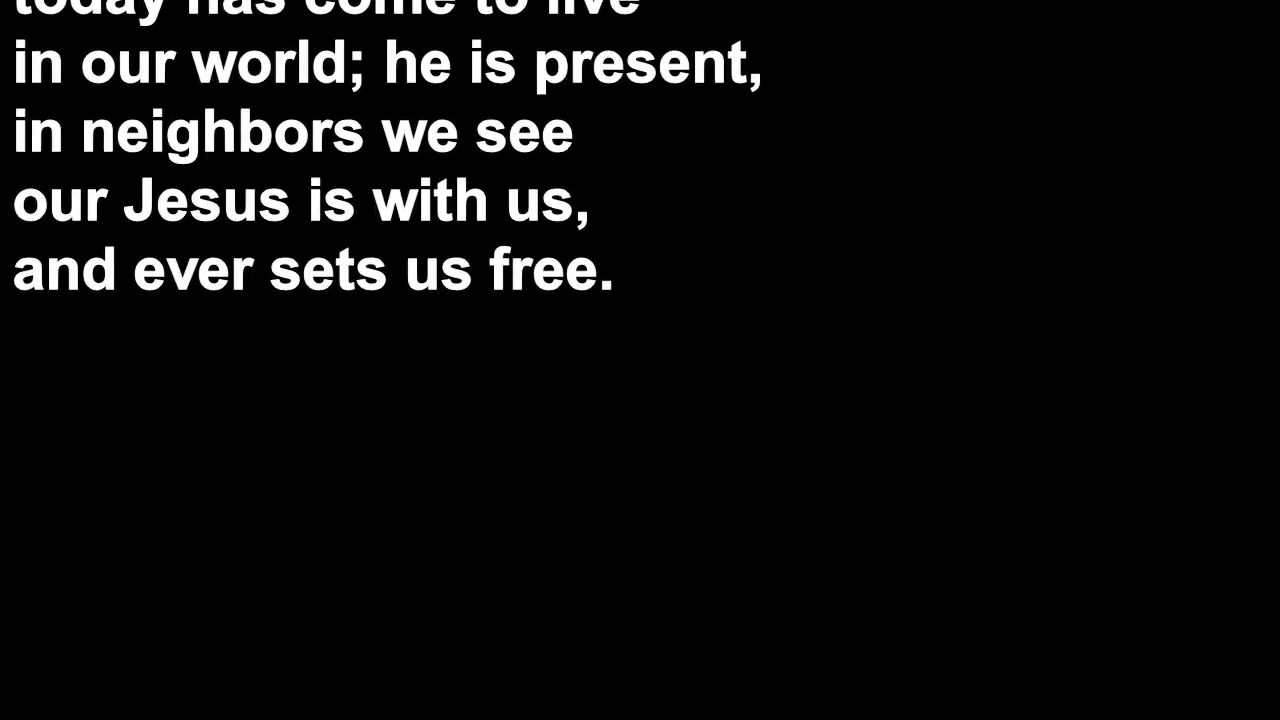 today has come to live
in our world; he is present,
in neighbors we see
our Jesus is with us,
and ever sets us free.